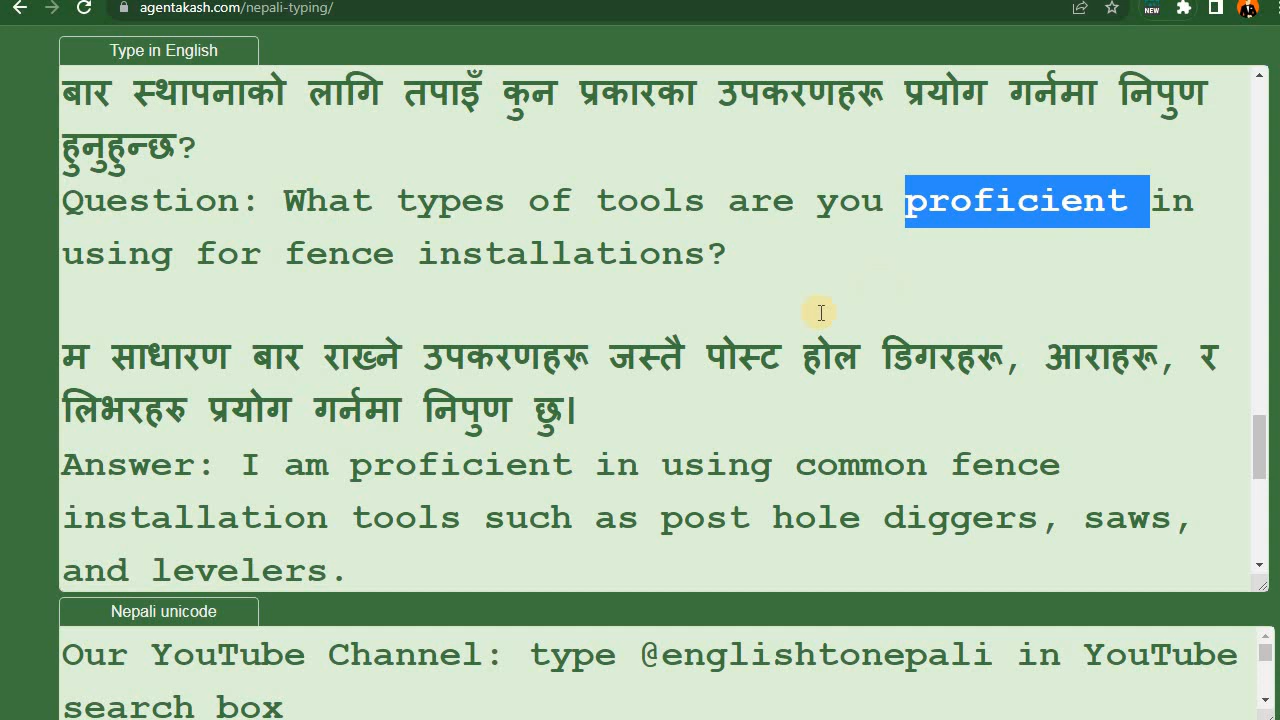 agentakash.com/nepali-typing/
NEW
Type in English
बार स्थापनाको लागि तपाइँ कुन प्रकारका उपकरणहरू प्रयोग गर्नमा निपुण
हुनुहुन्छ?
Question: What types of tools are you proficient in
using for fence installations?
म साधारण बार राख्ने उपकरणहरू जस्तै पोस्ट होल डिगरहरू, आराहरू, र
लिभरहरु प्रयोग गर्नमा निपुण छु।
Answer: I am proficient in using common fence
installation tools such as post hole diggers, saws,
and levelers.
Nepali unicode
Our YouTube Channel: type @englishtonepali in YouTube
search box